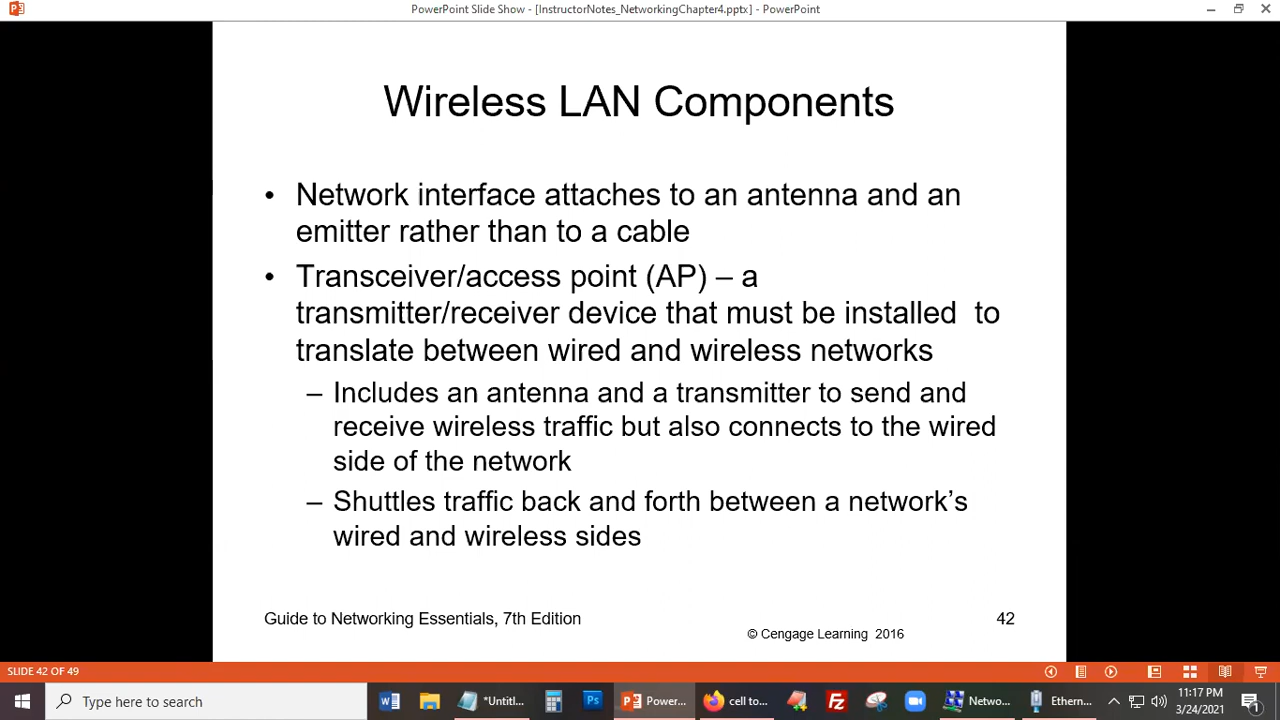 PowerPoint Slide Show - [InstructorNotes_NetworkingChapter4.pptx] - PowerPoint
Wireless LAN Components
• Network interface attaches to an antenna and an
emitter rather than to a cable
• Transceiver/access point (AP) – a
transmitter/receiver device that must be installed  to
translate between wired and wireless networks
– Includes an antenna and a transmitter to send and
receive wireless traffic but also connects to the wired
side of the network
– Shuttles traffic back and forth between a network’s
wired and wireless sides
Guide to Networking Essentials, 7th Edition
42
© Cengage Learning  2016
SLIDE 42 OF 49
Type here to search
*Untitl...
Power...
cell to...
Netwo...
Ethern...
11:17 PM
3/24/2021
1